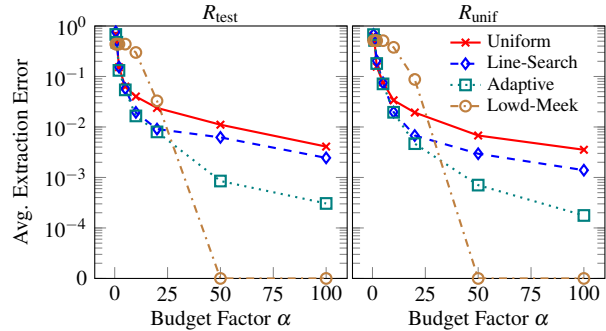 R_test R_unif
10^0
10^-1
10^-2
10^-3
10^-4
0
Avg. Extraction Error
Uniform
Line-Search
Adaptive
Lowd-Meek
0 25 50 75 100 0 25 50 75 100
Budget Factor α Budget Factor α